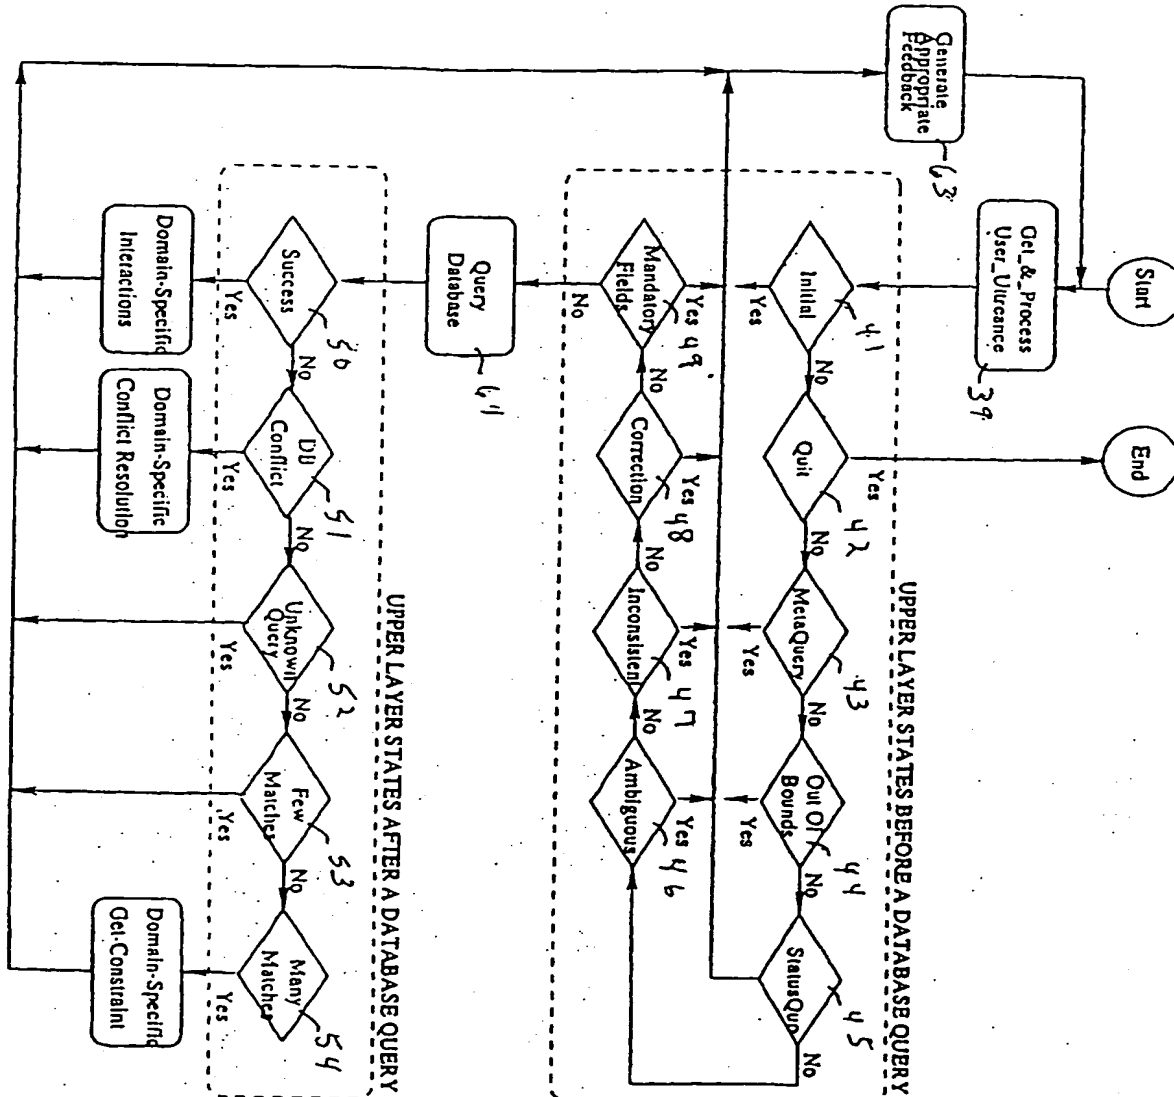 Start
End
Get_&_Process
User_Utterance
39
Generate
Appropriate
Feedback
63
UPPER LAYER STATES BEFORE A DATABASE QUERY
Initial
41
Yes
No
Quit
42
Yes
No
MetaQuery
43
Yes
No
Out Of
Bounds
44
Yes
No
StatusQuo
45
No
Mandatory
Fields
Yes
49
No
No
Correction
Yes
48
No
Inconsistent
Yes
47
No
Ambiguous
Yes
46
Query
Database
UPPER LAYER STATES AFTER A DATABASE QUERY
Success
50
Yes
No
DB
Conflict
51
Yes
No
Unknown
Query
52
Yes
No
Few
Matches
53
Yes
No
Many
Matches
54
Yes
Domain-Specific
Interactions
Domain-Specific
Conflict Resolution
Domain-Specific
Get-Constraint